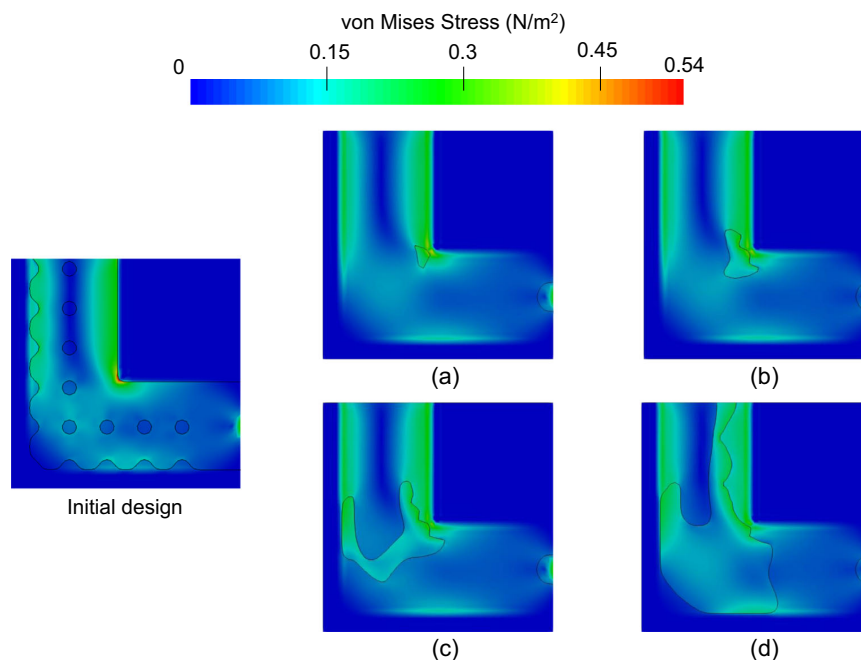 von Mises Stress (N/m²)
0 0.15 0.3 0.45 0.54
(a) (b)
Initial design
(c) (d)